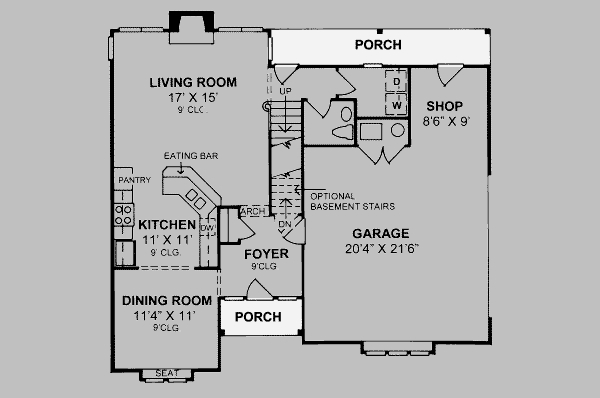 PORCH
LIVING ROOM
17' X 15'
9' CLG.
UP
D
W
SHOP
8'6" X 9'
EATING BAR
PANTRY
OPTIONAL
BASEMENT STAIRS
ARCH
DN
KITCHEN
11' X 11'
9' CLG.
DW
FOYER
9'CLG
GARAGE
20'4" X 21'6"
DINING ROOM
11'4" X 11'
9'CLG
PORCH
SEAT